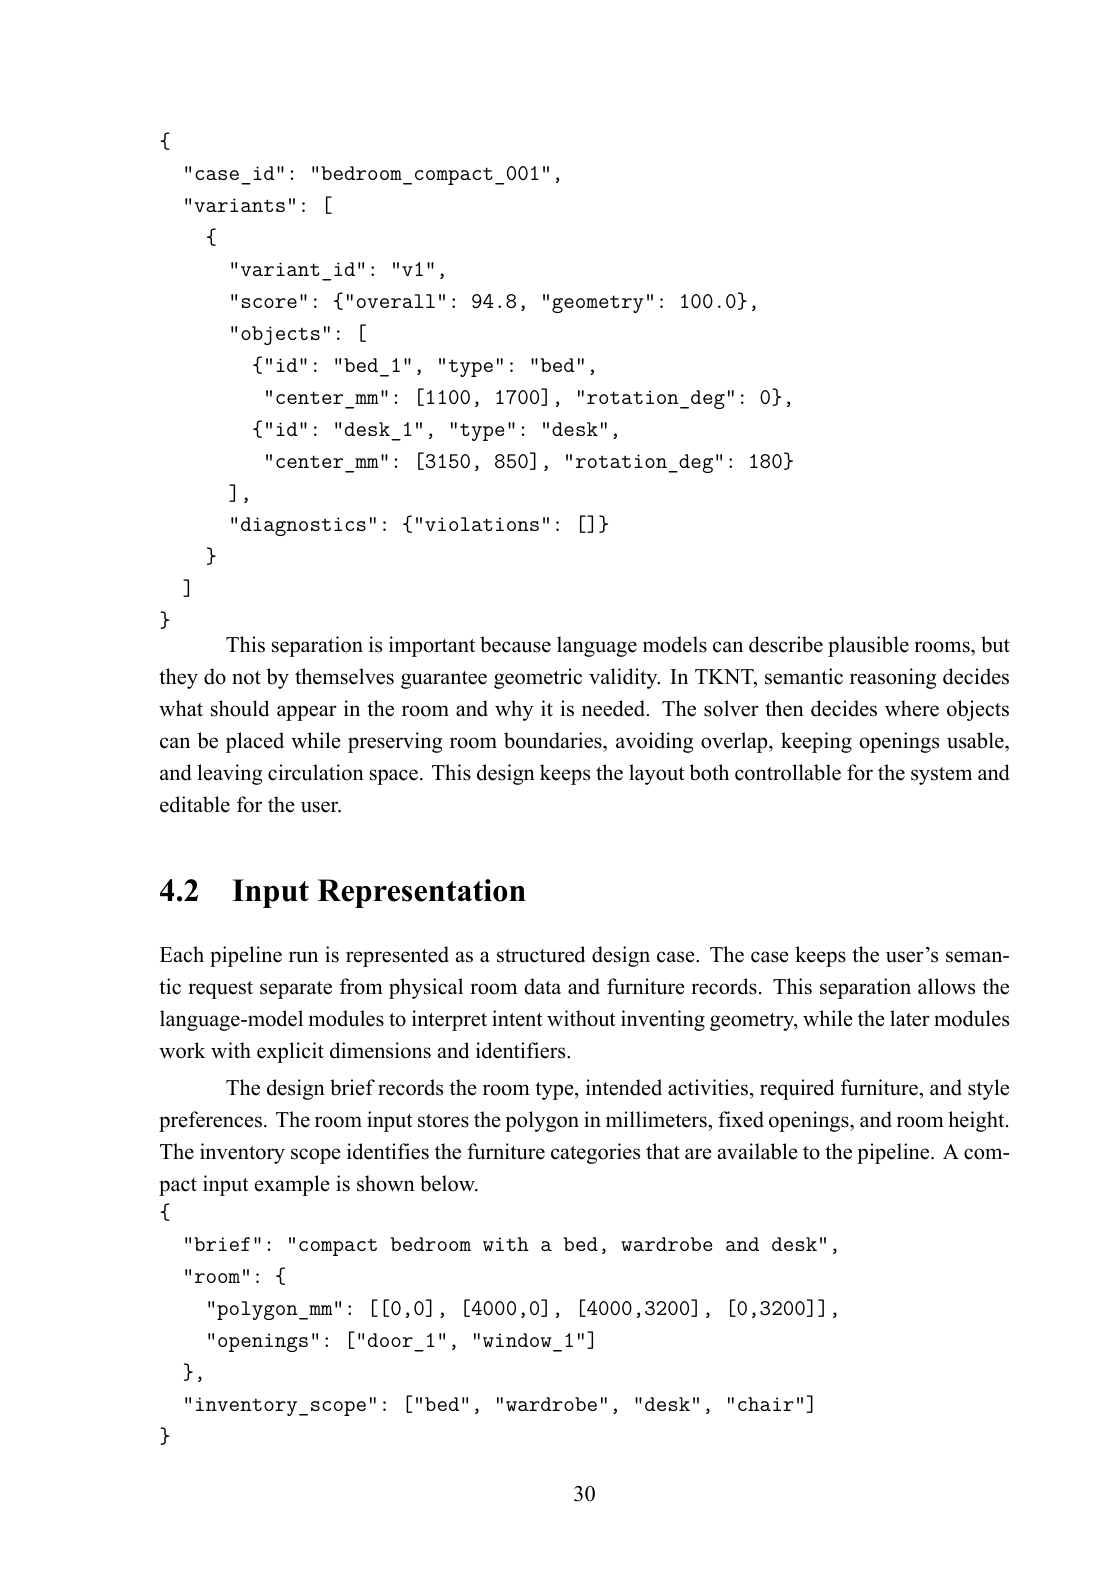 {
  "case_id": "bedroom_compact_001",
  "variants": [
    {
      "variant_id": "v1",
      "score": {"overall": 94.8, "geometry": 100.0},
      "objects": [
        {"id": "bed_1", "type": "bed",
         "center_mm": [1100, 1700], "rotation_deg": 0},
        {"id": "desk_1", "type": "desk",
         "center_mm": [3150, 850], "rotation_deg": 180}
      ],
      "diagnostics": {"violations": []}
    }
  ]
}
This separation is important because language models can describe plausible rooms, but
they do not by themselves guarantee geometric validity. In TKNT, semantic reasoning decides
what should appear in the room and why it is needed. The solver then decides where objects
can be placed while preserving room boundaries, avoiding overlap, keeping openings usable,
and leaving circulation space. This design keeps the layout both controllable for the system and
editable for the user.
4.2 Input Representation
Each pipeline run is represented as a structured design case. The case keeps the user’s seman-
tic request separate from physical room data and furniture records. This separation allows the
language-model modules to interpret intent without inventing geometry, while the later modules
work with explicit dimensions and identifiers.
The design brief records the room type, intended activities, required furniture, and style
preferences. The room input stores the polygon in millimeters, fixed openings, and room height.
The inventory scope identifies the furniture categories that are available to the pipeline. A com-
pact input example is shown below.
{
  "brief": "compact bedroom with a bed, wardrobe and desk",
  "room": {
    "polygon_mm": [[0,0], [4000,0], [4000,3200], [0,3200]],
    "openings": ["door_1", "window_1"]
  },
  "inventory_scope": ["bed", "wardrobe", "desk", "chair"]
}
30